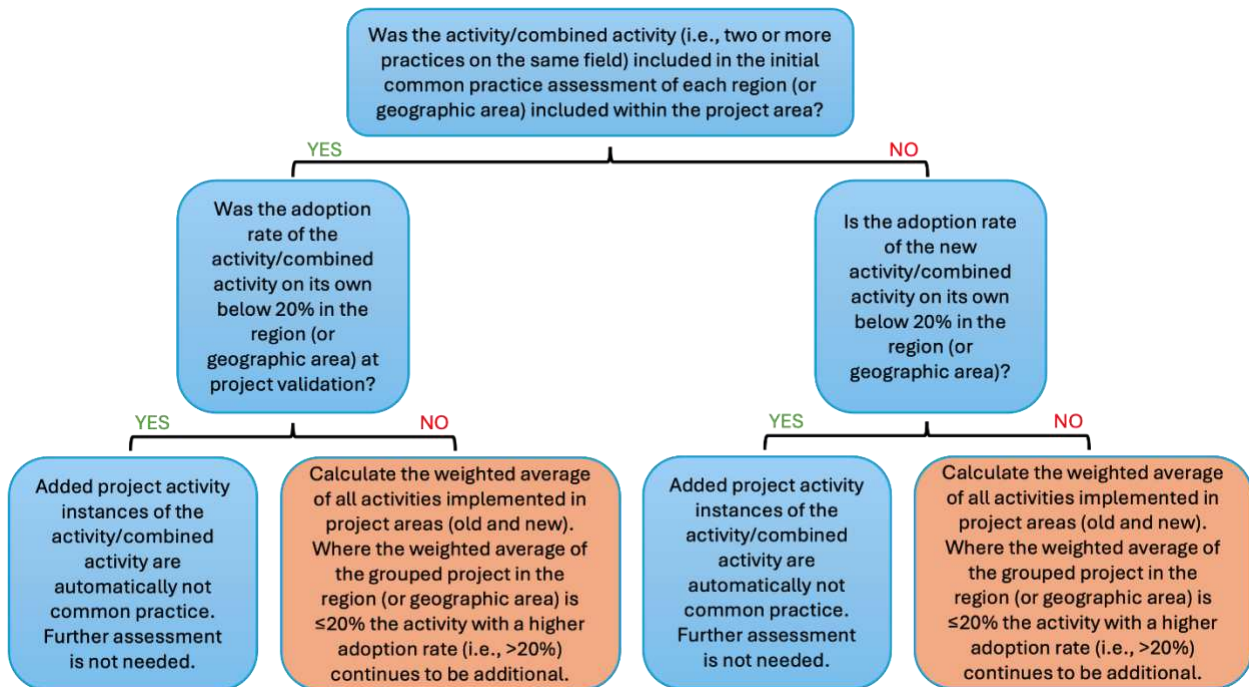 Was the activity/combined activity (i.e., two or more
practices on the same field) included in the initial
common practice assessment of each region (or
geographic area) included within the project area?
YES
NO
Was the adoption
rate of the
activity/combined
activity on its own
below 20% in the
region (or
geographic area) at
project validation?
Is the adoption rate
of the new
activity/combined
activity on its own
below 20% in the
region (or
geographic area)?
YES
NO
YES
NO
Added project activity
instances of the
activity/combined
activity are
automatically not
common practice.
Further assessment
is not needed.
Calculate the weighted average
of all activities implemented in
project areas (old and new).
Where the weighted average of
the grouped project in the
region (or geographic area) is
≤20% the activity with a higher
adoption rate (i.e., >20%)
continues to be additional.
Added project activity
instances of the
activity/combined
activity are
automatically not
common practice.
Further assessment
is not needed.
Calculate the weighted average
of all activities implemented in
project areas (old and new).
Where the weighted average of
the grouped project in the
region (or geographic area) is
≤20% the activity with a higher
adoption rate (i.e., >20%)
continues to be additional.